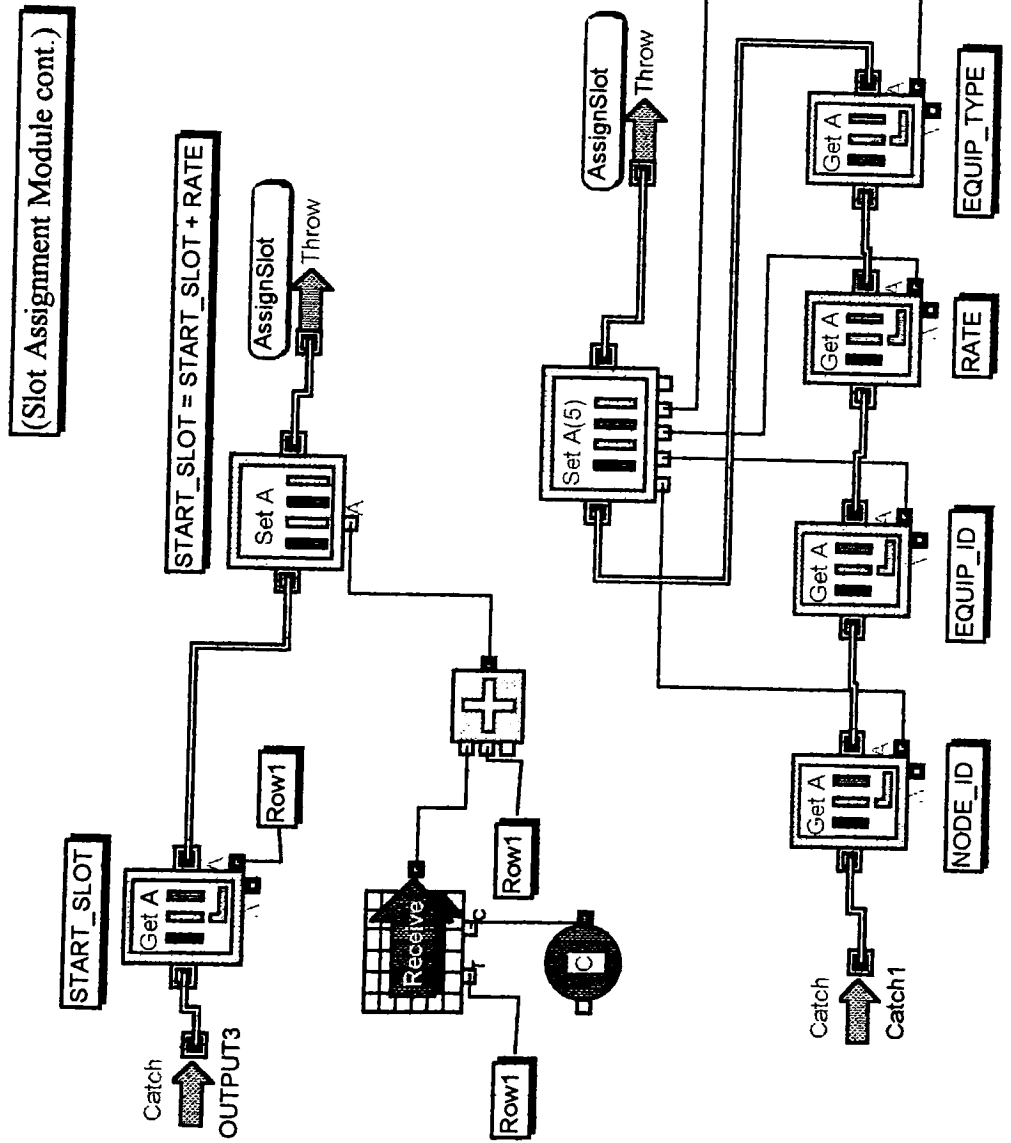 (Slot Assignment Module cont.)
START_SLOT
START_SLOT = START_SLOT + RATE
Catch
OUTPUT3
Get A
A
Row1
Set A
A
AssignSlot
Throw
Row1
Receive
T
C
C
Row1
Catch
Catch1
Get A
A
NODE_ID
Get A
A
EQUIP_ID
Get A
A
RATE
Get A
A
EQUIP_TYPE
Set A(5)
AssignSlot
Throw